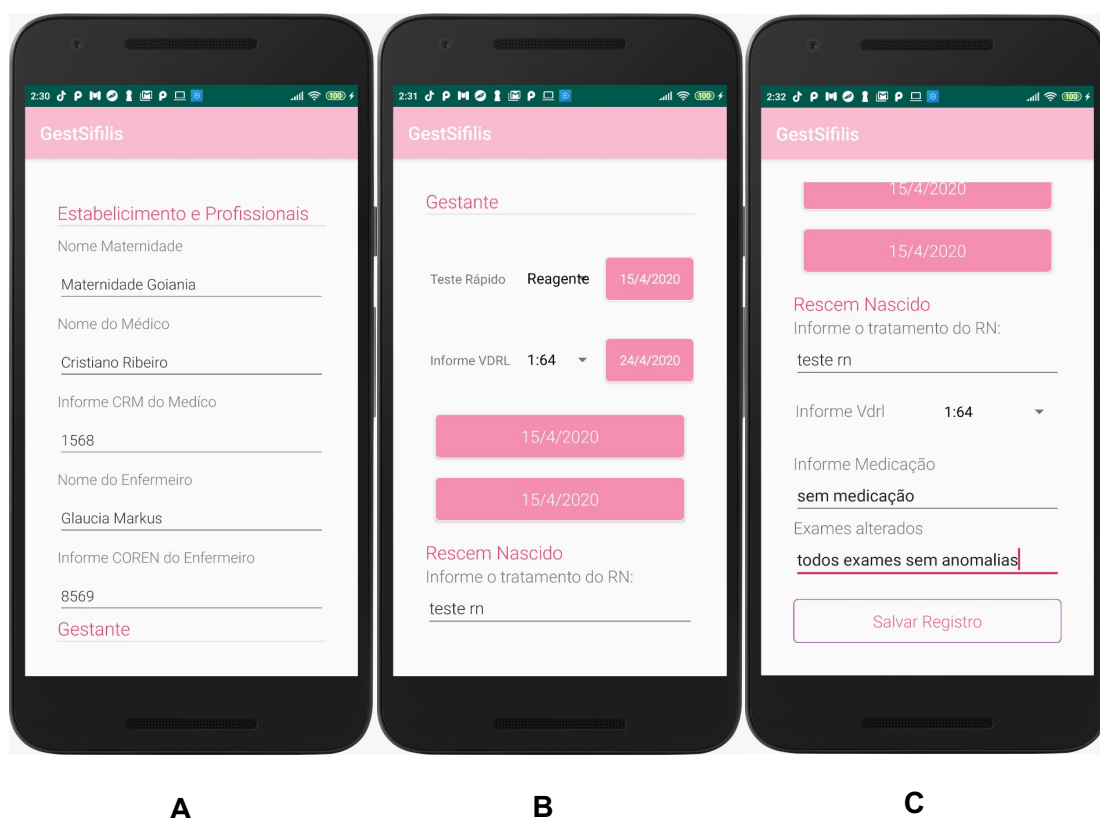 2:30
100
GestSifilis
Estabelicimento e Profissionais
Nome Maternidade
Maternidade Goiania
Nome do Médico
Cristiano Ribeiro
Informe CRM do Medíco
1568
Nome do Enfermeiro
Glaucia Markus
Informe COREN do Enfermeiro
8569
Gestante
A
2:31
100
GestSifilis
Gestante
Teste Rápido Reagente 15/4/2020
Informe VDRL 1:64 24/4/2020
15/4/2020
15/4/2020
Rescem Nascido
Informe o tratamento do RN:
teste rn
B
2:32
100
GestSifilis
15/4/2020
15/4/2020
Rescem Nascido
Informe o tratamento do RN:
teste rn
Informe Vdrl 1:64
Informe Medicação
sem medicação
Exames alterados
todos exames sem anomalias
Salvar Registro
C